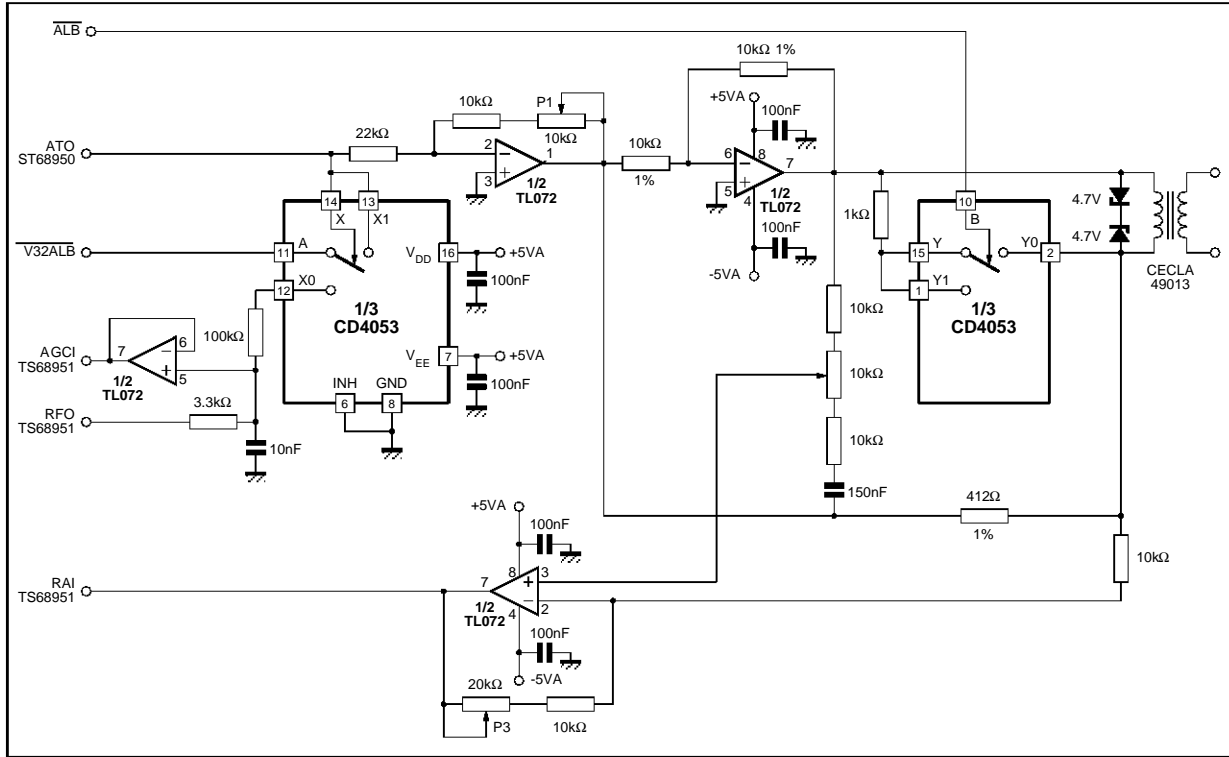 ALB
10kΩ 1%
+5VA
100nF
10kΩ
P1
10kΩ
ATO
ST68950
22kΩ
2
3
1
1/2
TL072
10kΩ
1%
6
5
8
4
7
1/2
TL072
100nF
-5VA
14
13
X
X1
V32ALB
11
A
12
X0
VDD
16
+5VA
100nF
1/3
CD4053
VEE
7
+5VA
100nF
INH
GND
6
8
100kΩ
AGCI
TS68951
7
6
5
1/2
TL072
RFO
TS68951
3.3kΩ
10nF
1kΩ
10
B
15
Y
Y0
2
1
Y1
1/3
CD4053
4.7V
4.7V
CECLA
49013
10kΩ
10kΩ
10kΩ
150nF
412Ω
1%
10kΩ
+5VA
100nF
RAI
TS68951
7
8
3
2
4
1/2
TL072
100nF
-5VA
20kΩ
P3
10kΩ